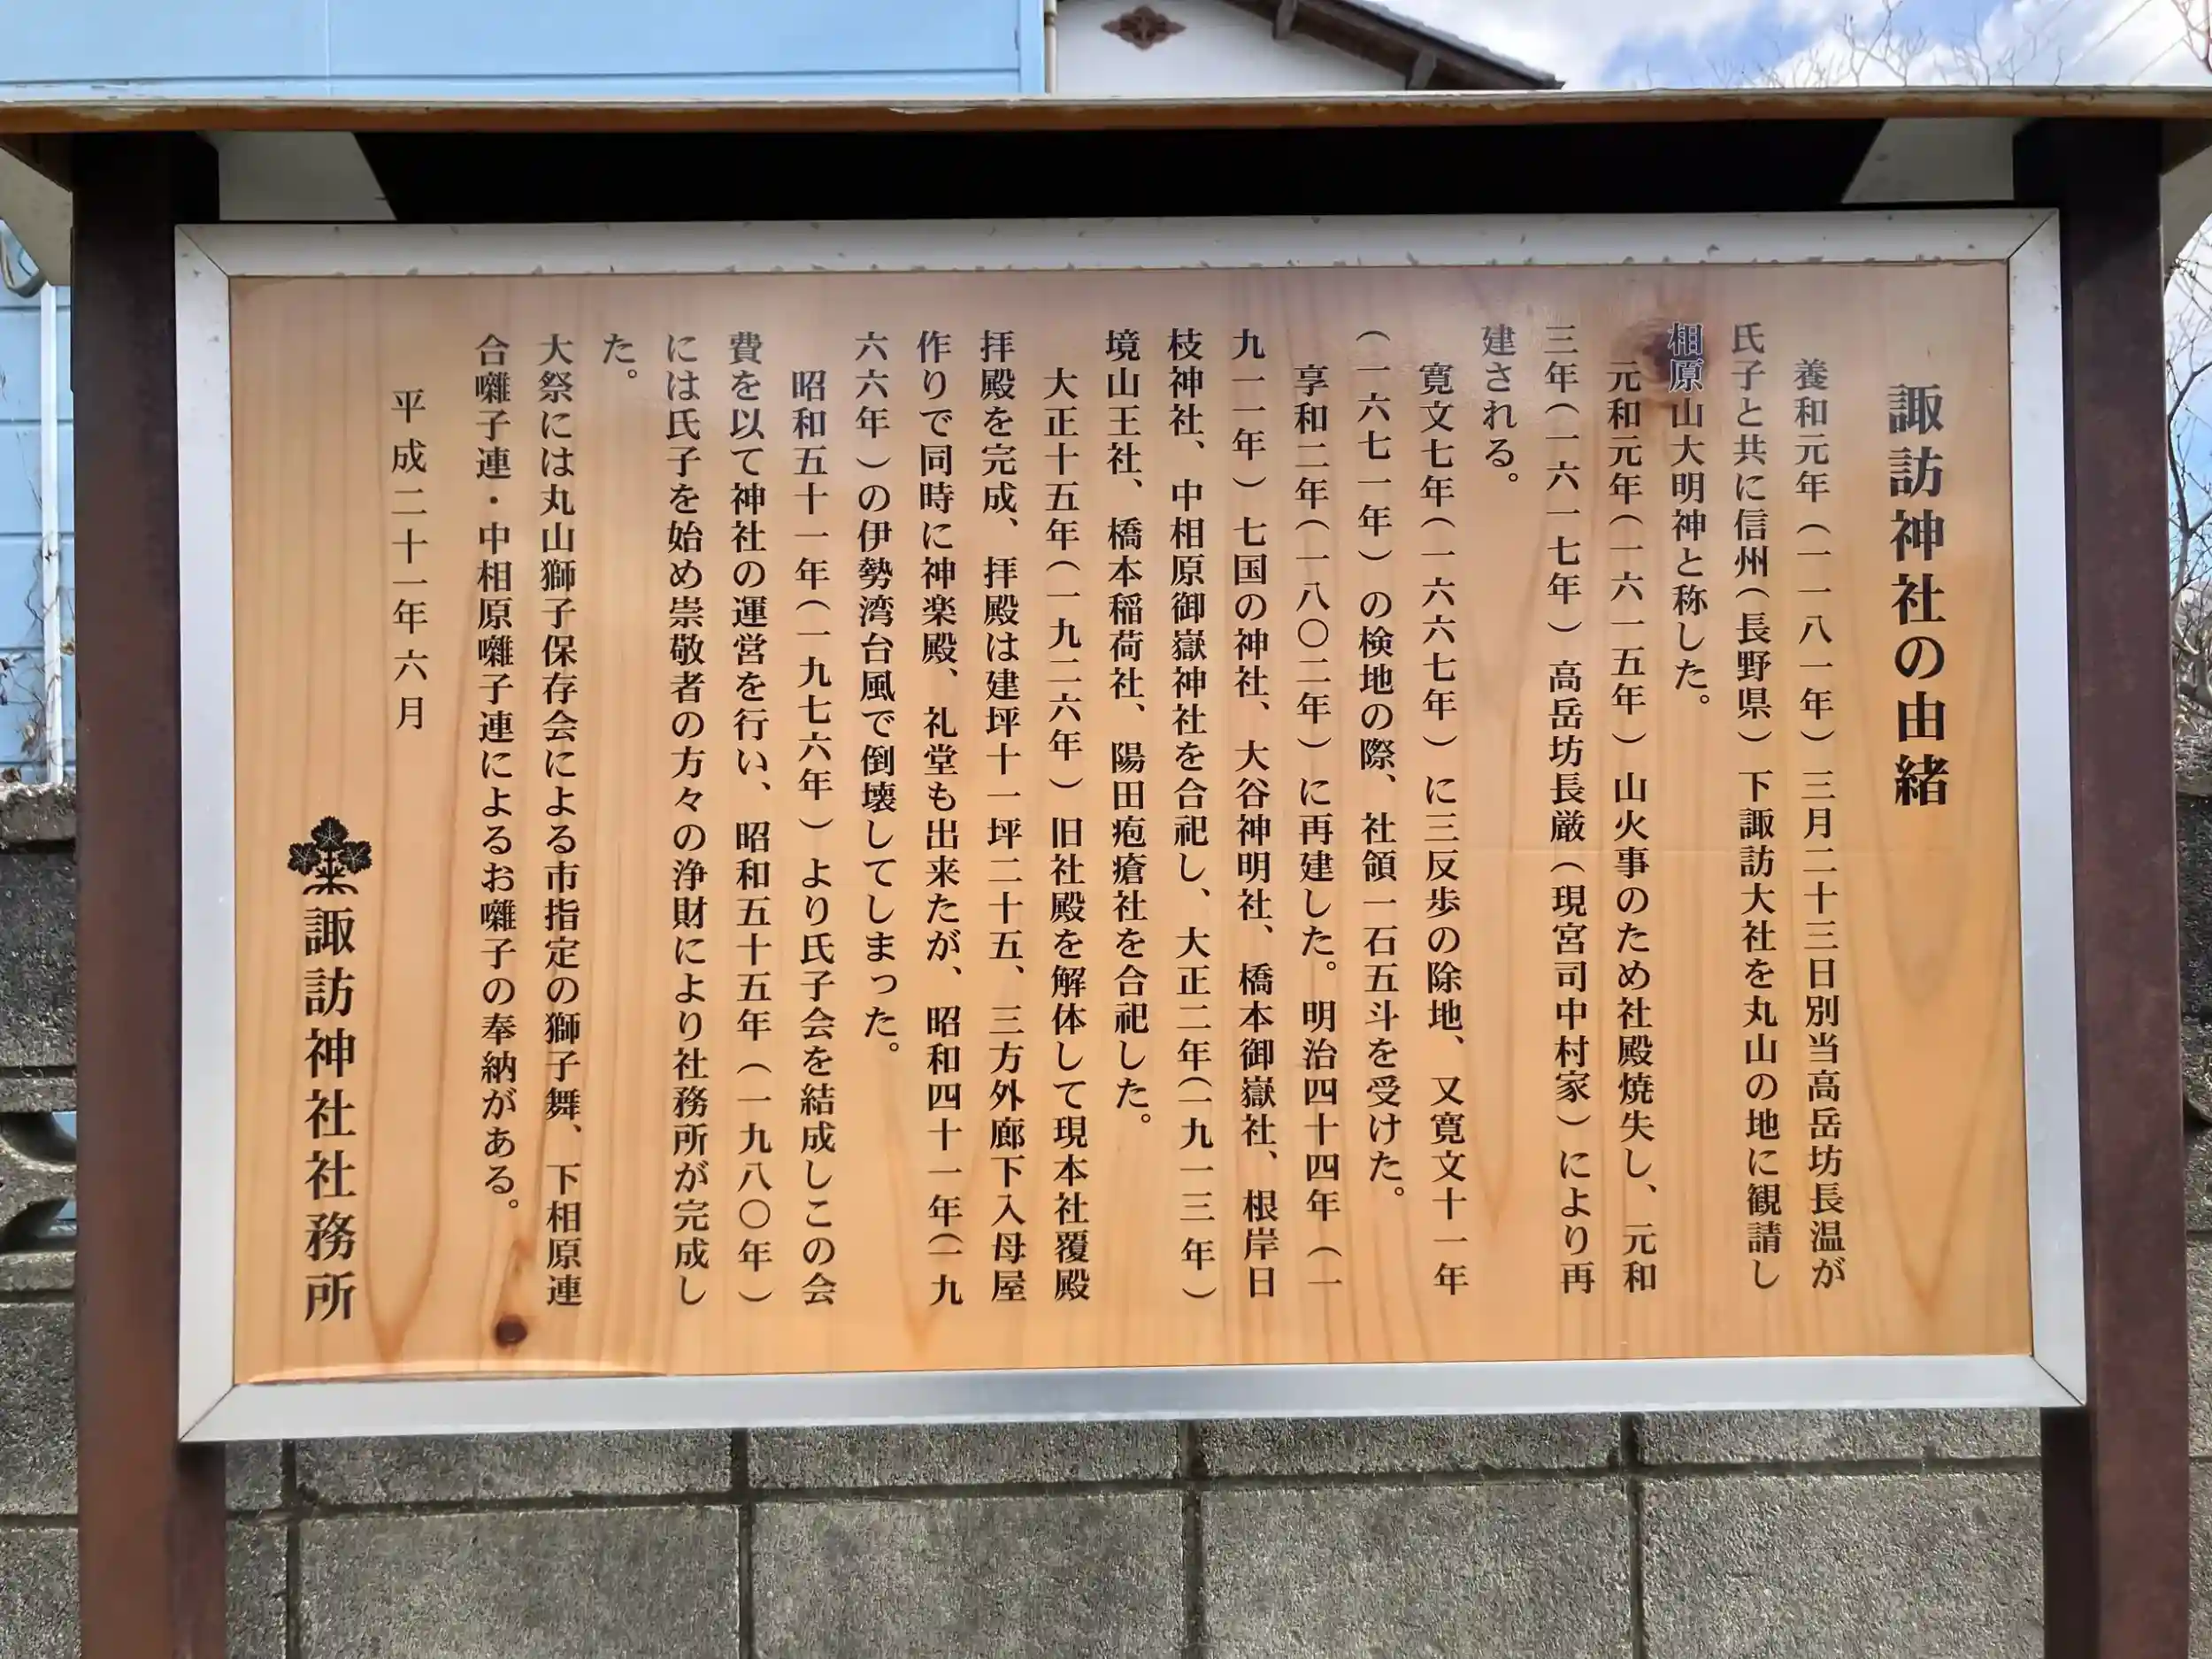 諏訪神社の由緒
養和元年(一一八一年)三月二十三日別当高岳坊長温が
氏子と共に信州(長野県)下諏訪大社を丸山の地に観請し
相原山大明神と称した。
元和元年(一六一五年)山火事のため社殿焼失し、元和
三年(一六一七年)高岳坊長厳(現宮司中村家)により再
建される。
寛文七年(一六六七年)に三反歩の除地、又寛文十一年
(一六七一年)の検地の際、社領一石五斗を受けた。
享和二年(一八〇二年)に再建した。明治四十四年(一
九一一年)七国の神社、大谷神明社、橋本御嶽社、根岸日
枝神社、中相原御嶽神社を合祀し、大正二年(一九一三年)
境山王社、橋本稲荷社、陽田疱瘡社を合祀した。
大正十五年(一九二六年)旧社殿を解体して現本社覆殿
拝殿を完成、拝殿は建坪十一坪二十五、三方外廊下入母屋
作りで同時に神楽殿、礼堂も出来たが、昭和四十一年(一九
六六年)の伊勢湾台風で倒壊してしまった。
昭和五十一年(一九七六年)より氏子会を結成しこの会
費を以て神社の運営を行い、昭和五十五年(一九八〇年)
には氏子を始め崇敬者の方々の浄財により社務所が完成し
た。
大祭には丸山獅子保存会による市指定の獅子舞、下相原連
合囃子連・中相原囃子連によるお囃子の奉納がある。
平成二十一年六月
諏訪神社社務所